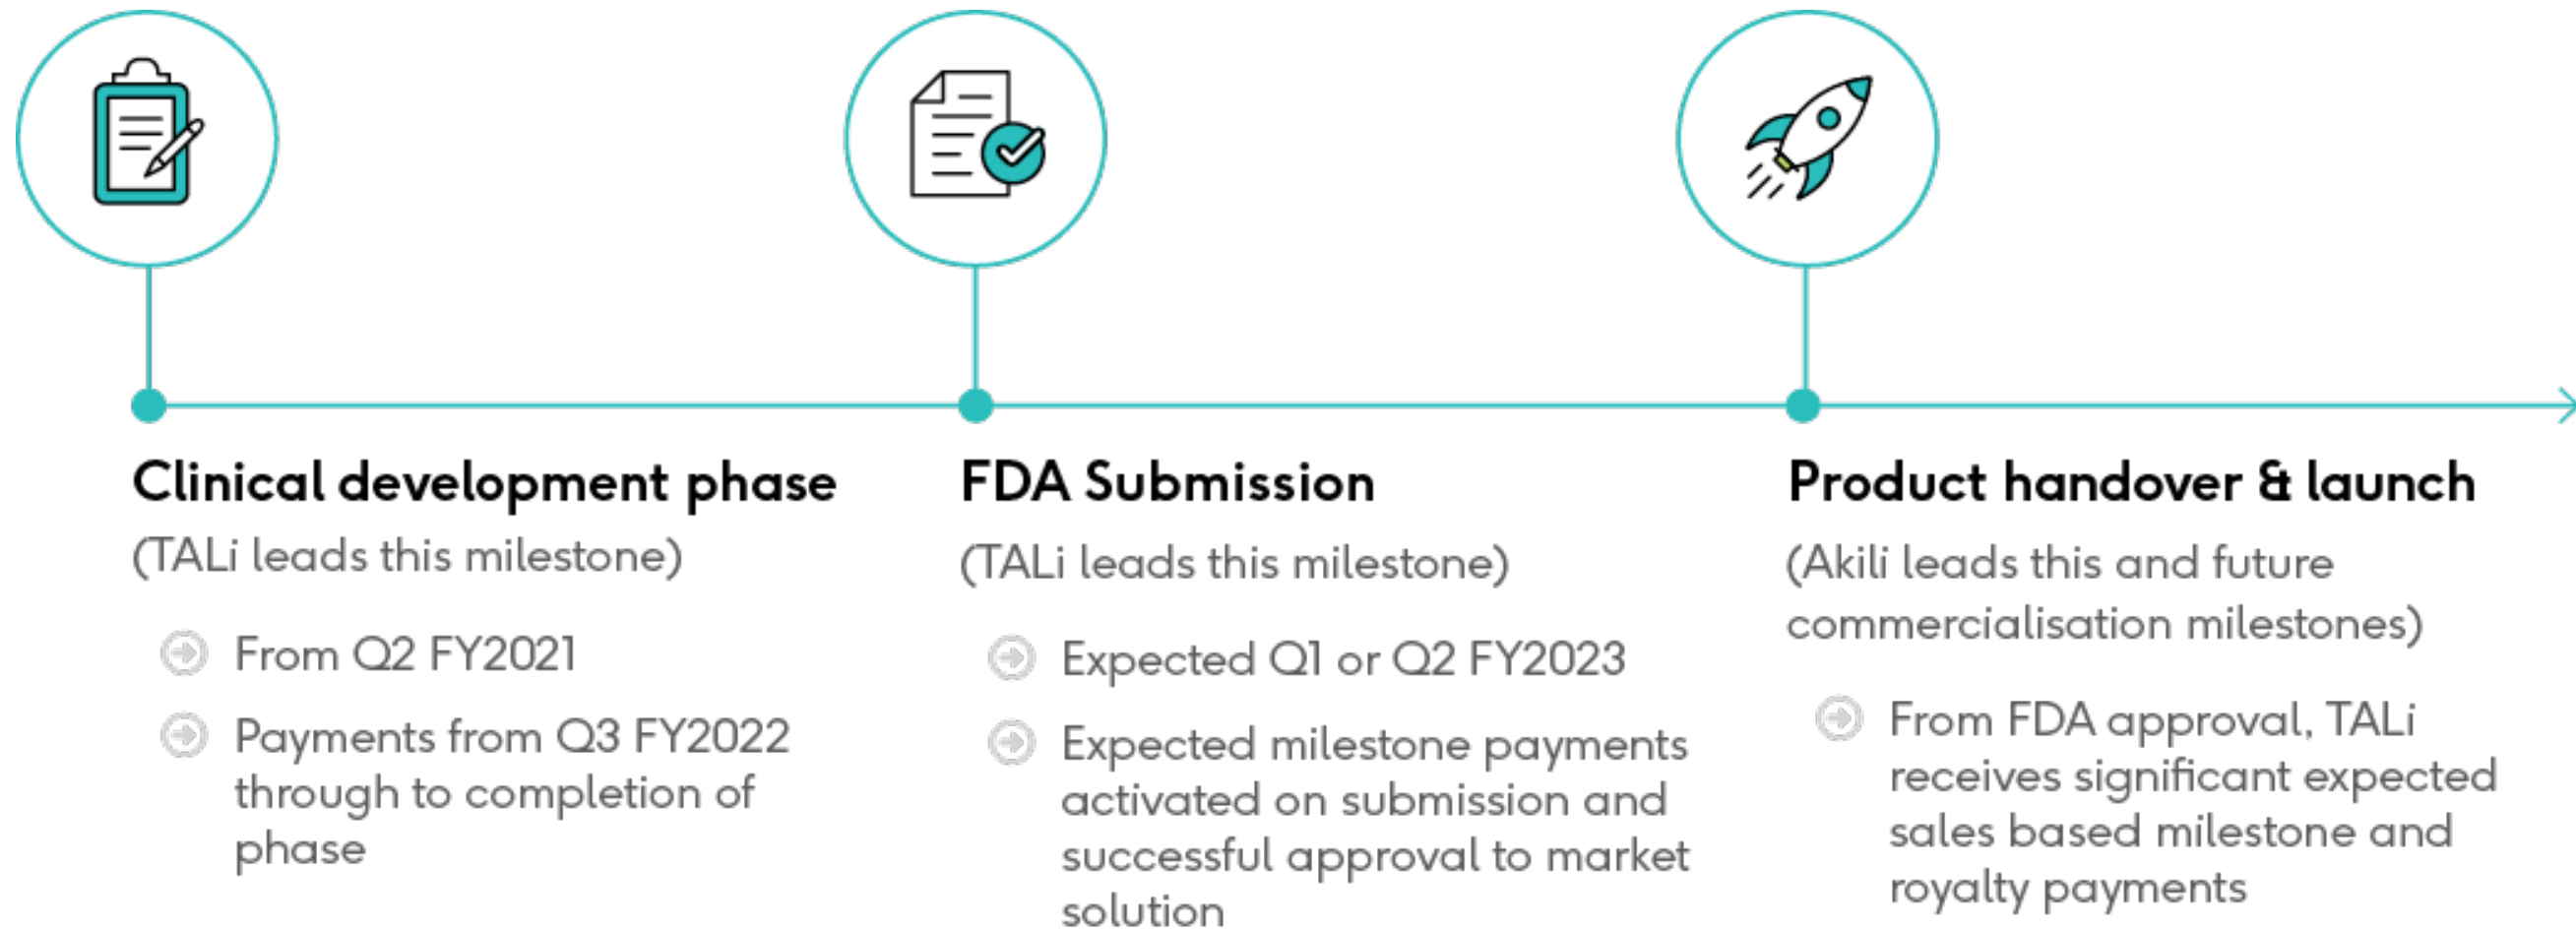 Clinical development phase
(TALi leads this milestone)
From Q2 FY2021
Payments from Q3 FY2022
through to completion of
phase
FDA Submission
(TALi leads this milestone)
Expected Q1 or Q2 FY2023
Expected milestone payments
activated on submission and
successful approval to market
solution
Product handover & launch
(Akili leads this and future
commercialisation milestones)
From FDA approval, TALi
receives significant expected
sales based milestone and
royalty payments